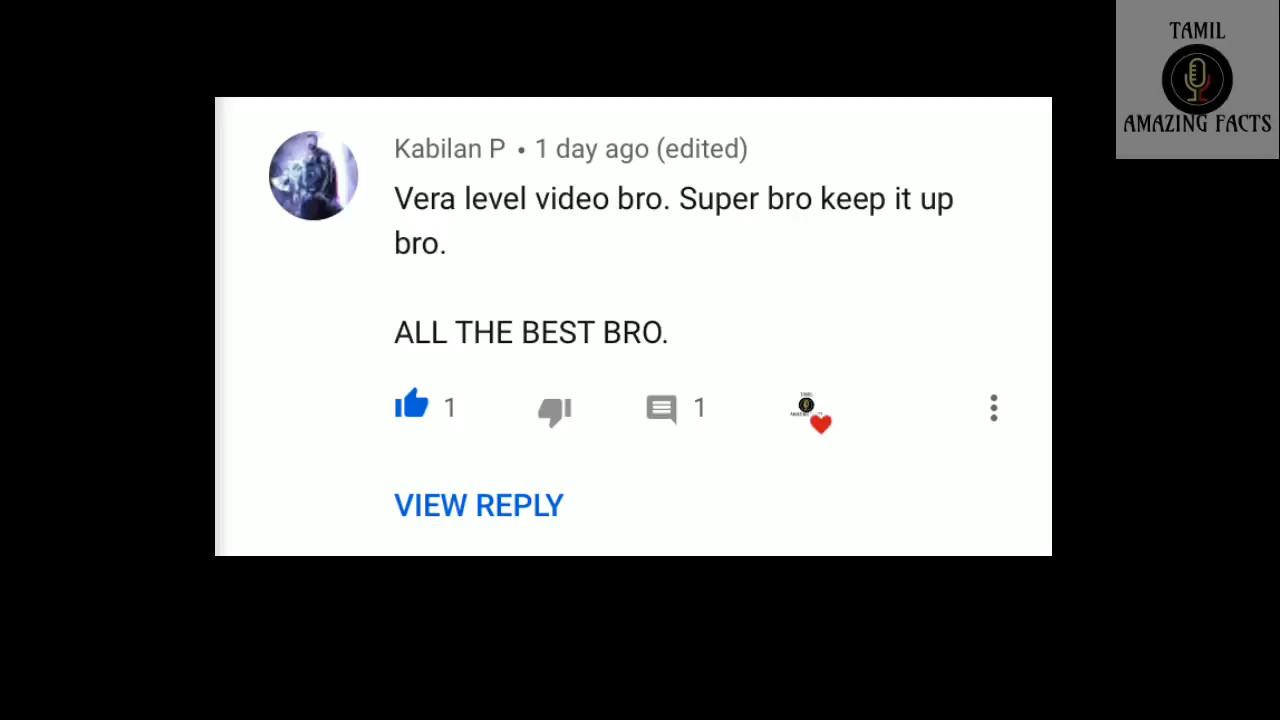 TAMIL
AMAZING FACTS
Kabilan P • 1 day ago (edited)
Vera level video bro. Super bro keep it up
bro.
ALL THE BEST BRO.
1
1
VIEW REPLY